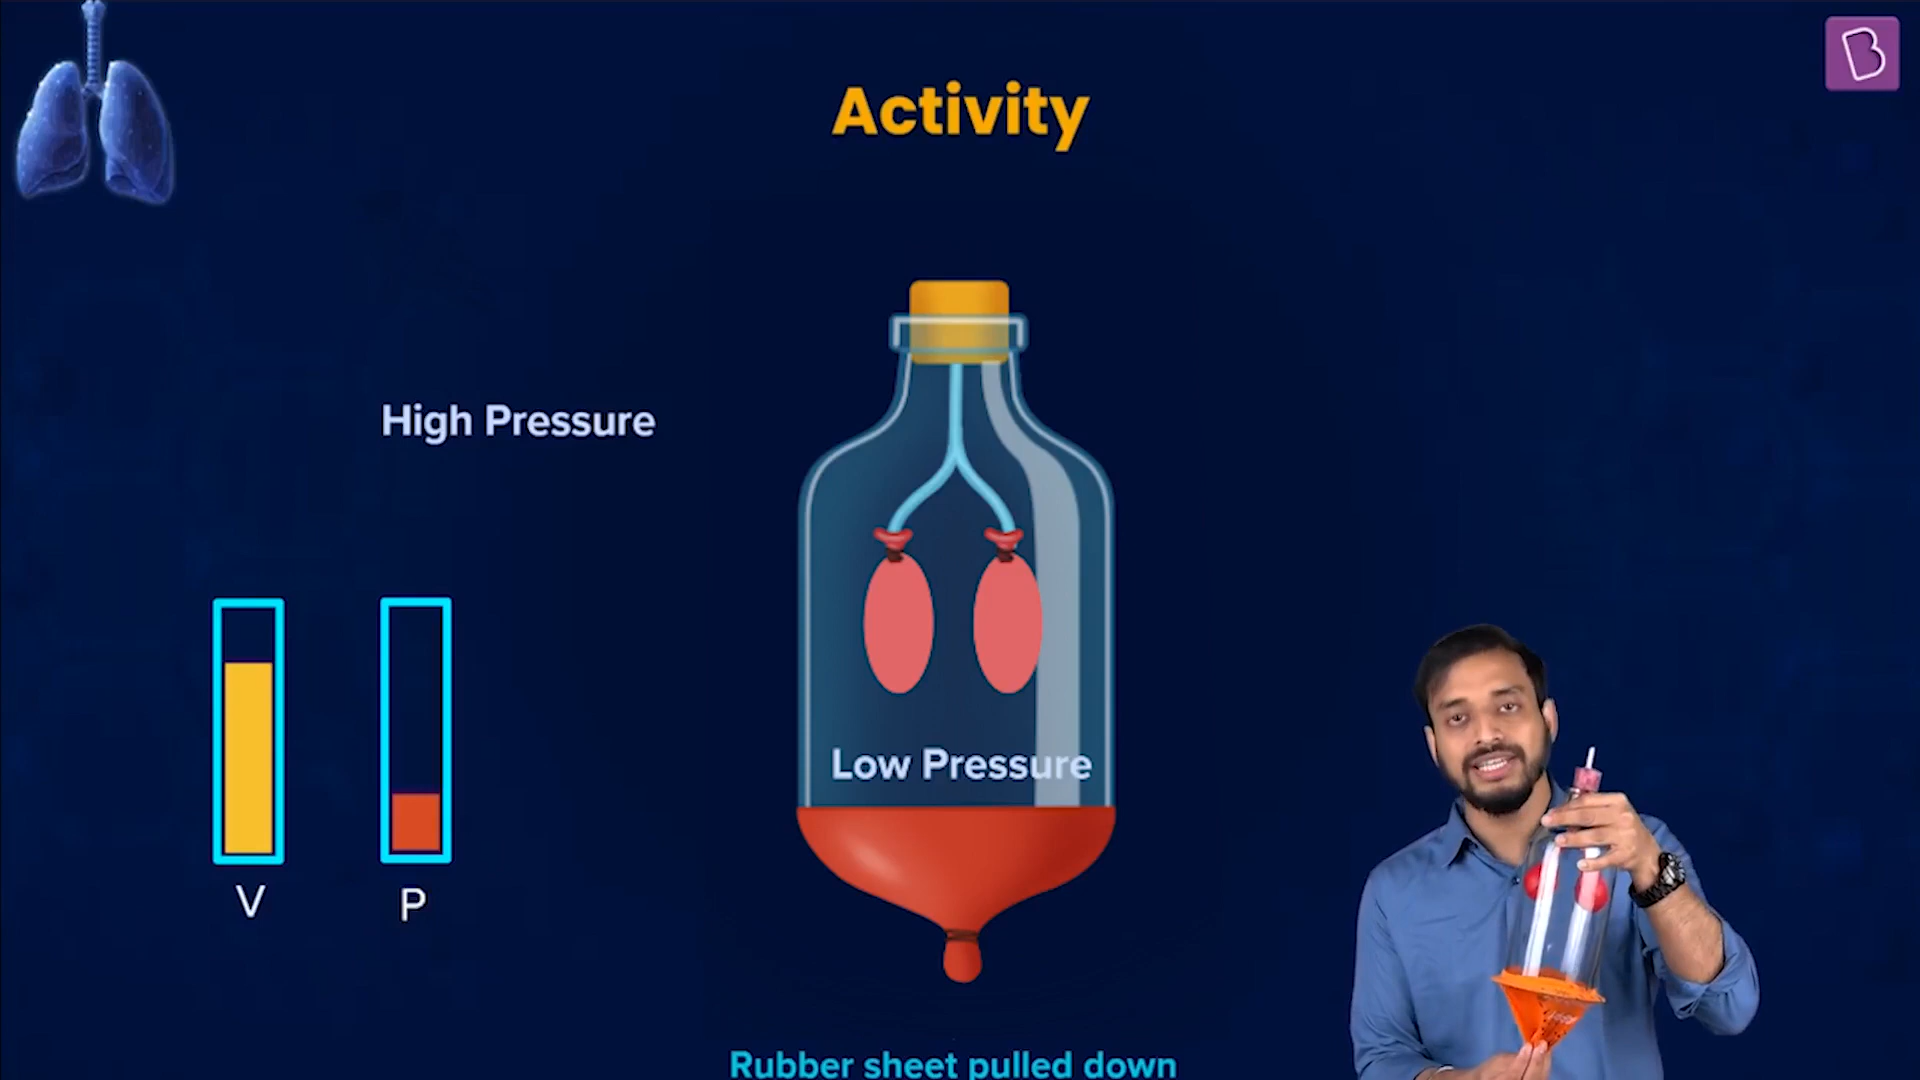 Activity
High Pressure
Low Pressure
V
P
Rubber sheet pulled down